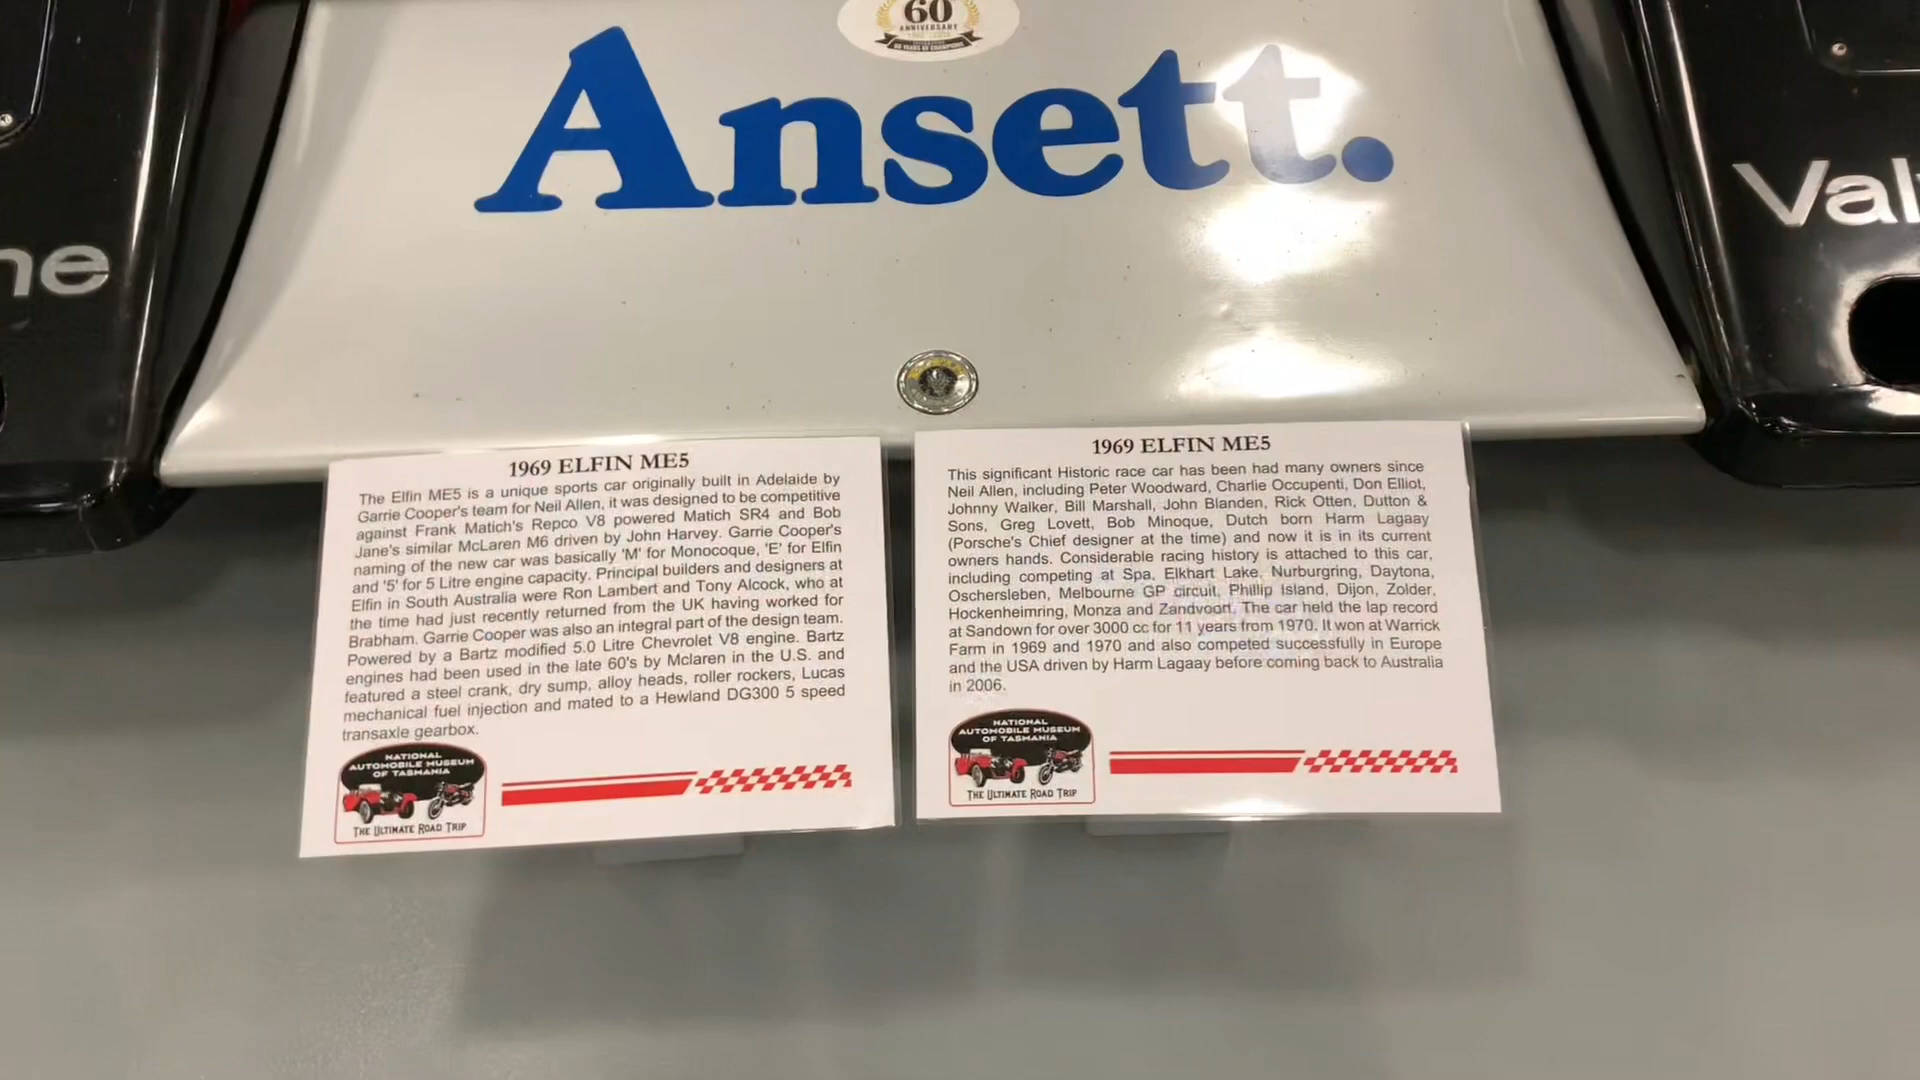 60
ANNIVERSARY
60 YEARS OF CHAMPIONS
Ansett.
ne
Val
1969 ELFIN ME5
The Elfin ME5 is a unique sports car originally built in Adelaide by
Garrie Cooper's team for Neil Allen, it was designed to be competitive
against Frank Matich's Repco V8 powered Matich SR4 and Bob
Jane's similar McLaren M6 driven by John Harvey. Garrie Cooper's
naming of the new car was basically 'M' for Monocoque, 'E' for Elfin
and '5' for 5 Litre engine capacity. Principal builders and designers at
Elfin in South Australia were Ron Lambert and Tony Alcock, who at
the time had just recently returned from the UK having worked for
Brabham. Garrie Cooper was also an integral part of the design team.
Powered by a Bartz modified 5.0 Litre Chevrolet V8 engine. Bartz
engines had been used in the late 60's by Mclaren in the U.S. and
featured a steel crank, dry sump, alloy heads, roller rockers, Lucas
mechanical fuel injection and mated to a Hewland DG300 5 speed
transaxle gearbox.
NATIONAL
AUTOMOBILE MUSEUM
OF TASMANIA
THE ULTIMATE ROAD TRIP
1969 ELFIN ME5
This significant Historic race car has been had many owners since
Neil Allen, including Peter Woodward, Charlie Occupenti, Don Elliot,
Johnny Walker, Bill Marshall, John Blanden, Rick Otten, Dutton &
Sons, Greg Lovett, Bob Minoque, Dutch born Harm Lagaay
(Porsche's Chief designer at the time) and now it is in its current
owners hands. Considerable racing history is attached to this car,
including competing at Spa, Elkhart Lake, Nurburgring, Daytona,
Oschersleben, Melbourne GP circuit, Phillip Island, Dijon, Zolder,
Hockenheimring, Monza and Zandvoort. The car held the lap record
at Sandown for over 3000 cc for 11 years from 1970. It won at Warrick
Farm in 1969 and 1970 and also competed successfully in Europe
and the USA driven by Harm Lagaay before coming back to Australia
in 2006.
NATIONAL
AUTOMOBILE MUSEUM
OF TASMANIA
THE ULTIMATE ROAD TRIP